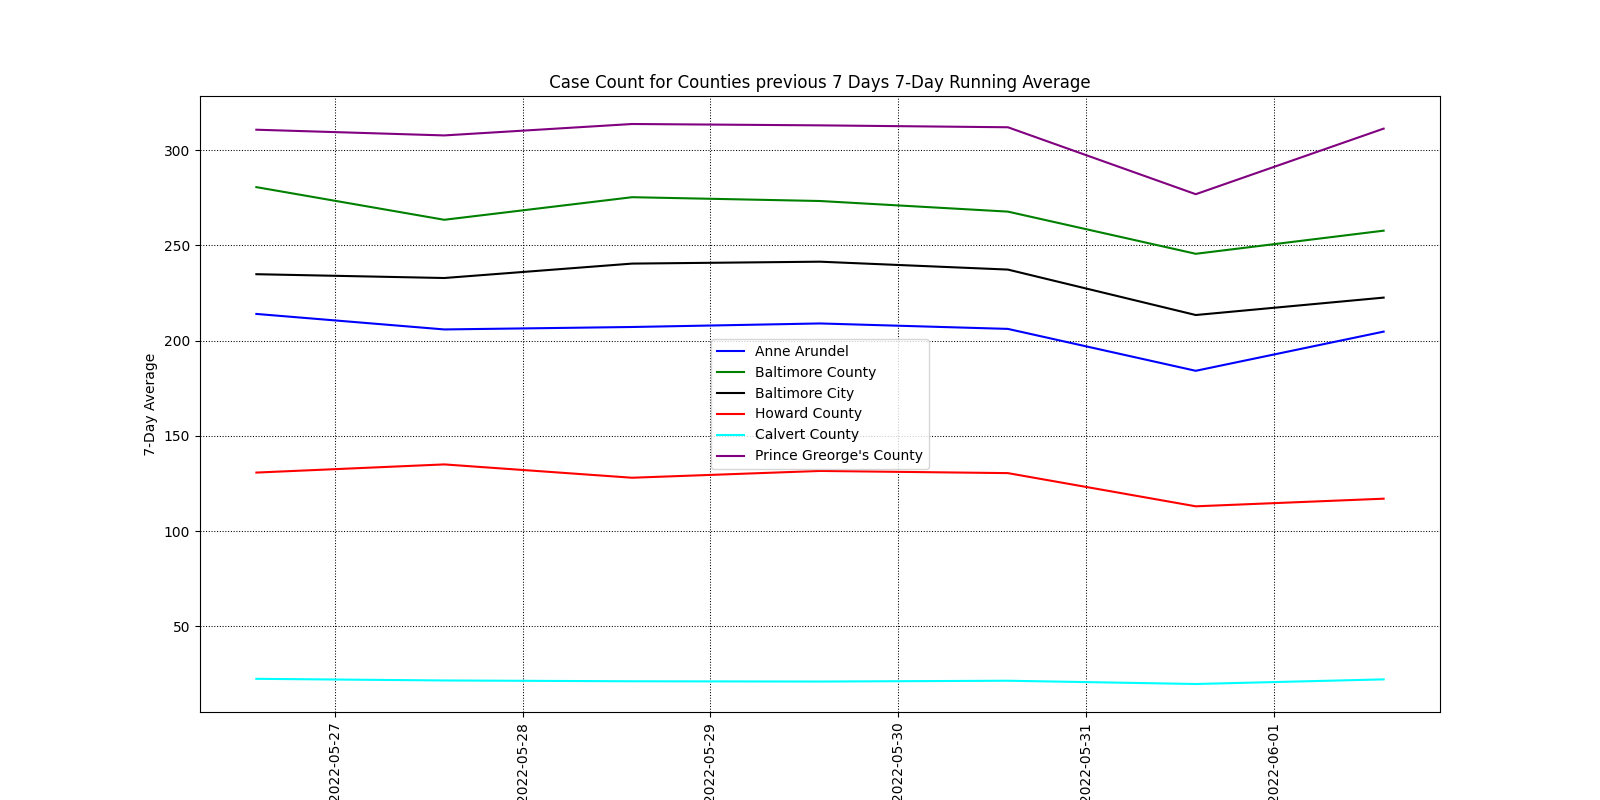 Case Count for Counties previous 7 Days 7-Day Running Average
7-Day Average
300
250
200
150
100
50
Anne Arundel
Baltimore County
Baltimore City
Howard County
Calvert County
Prince Greorge's County
2022-05-27
2022-05-28
2022-05-29
2022-05-30
2022-05-31
2022-06-01